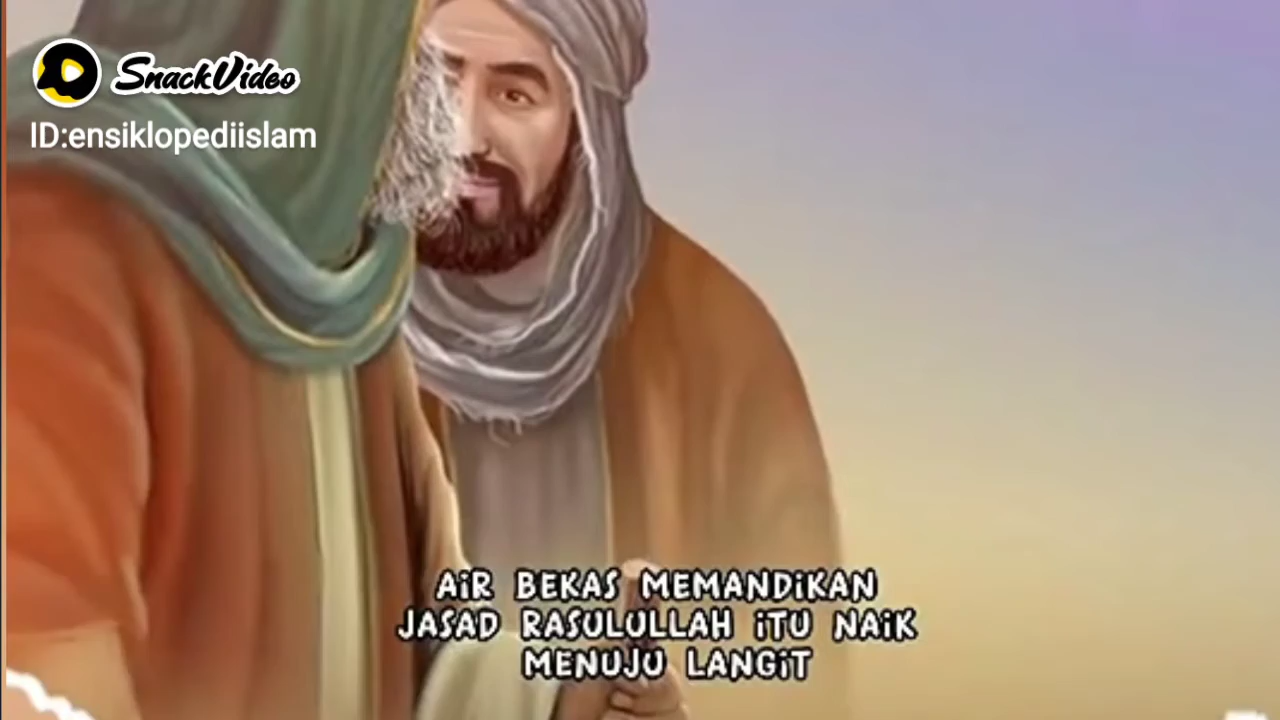 SnackVideo
ID:ensiklopediislam
AiR BEKAS MEMANDiKAN
JASAD RASULULLAH iTU NAiK
MENUJU LANGiT